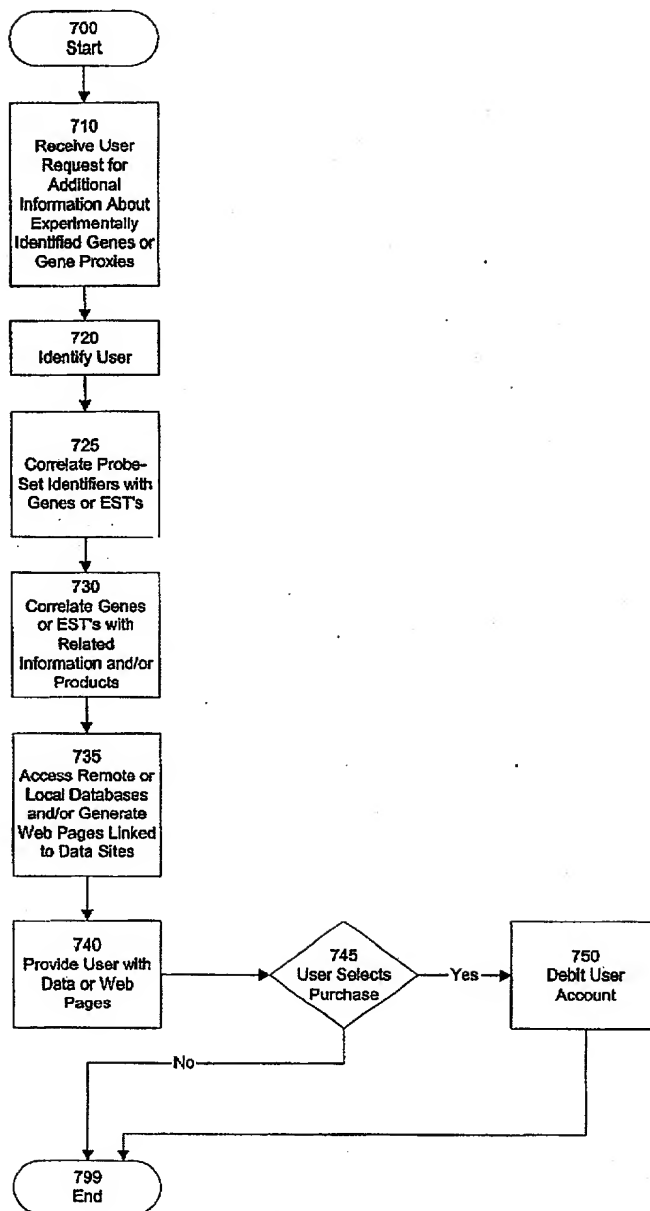 700
Start
710
Receive User
Request for
Additional
Information About
Experimentally
Identified Genes or
Gene Proxies
720
Identify User
725
Correlate Probe-
Set Identifiers with
Genes or EST's
730
Correlate Genes
or EST's with
Related
Information and/or
Products
735
Access Remote or
Local Databases
and/or Generate
Web Pages Linked
to Data Sites
740
Provide User with
Data or Web
Pages
745
User Selects
Purchase
Yes
750
Debit User
Account
No
799
End